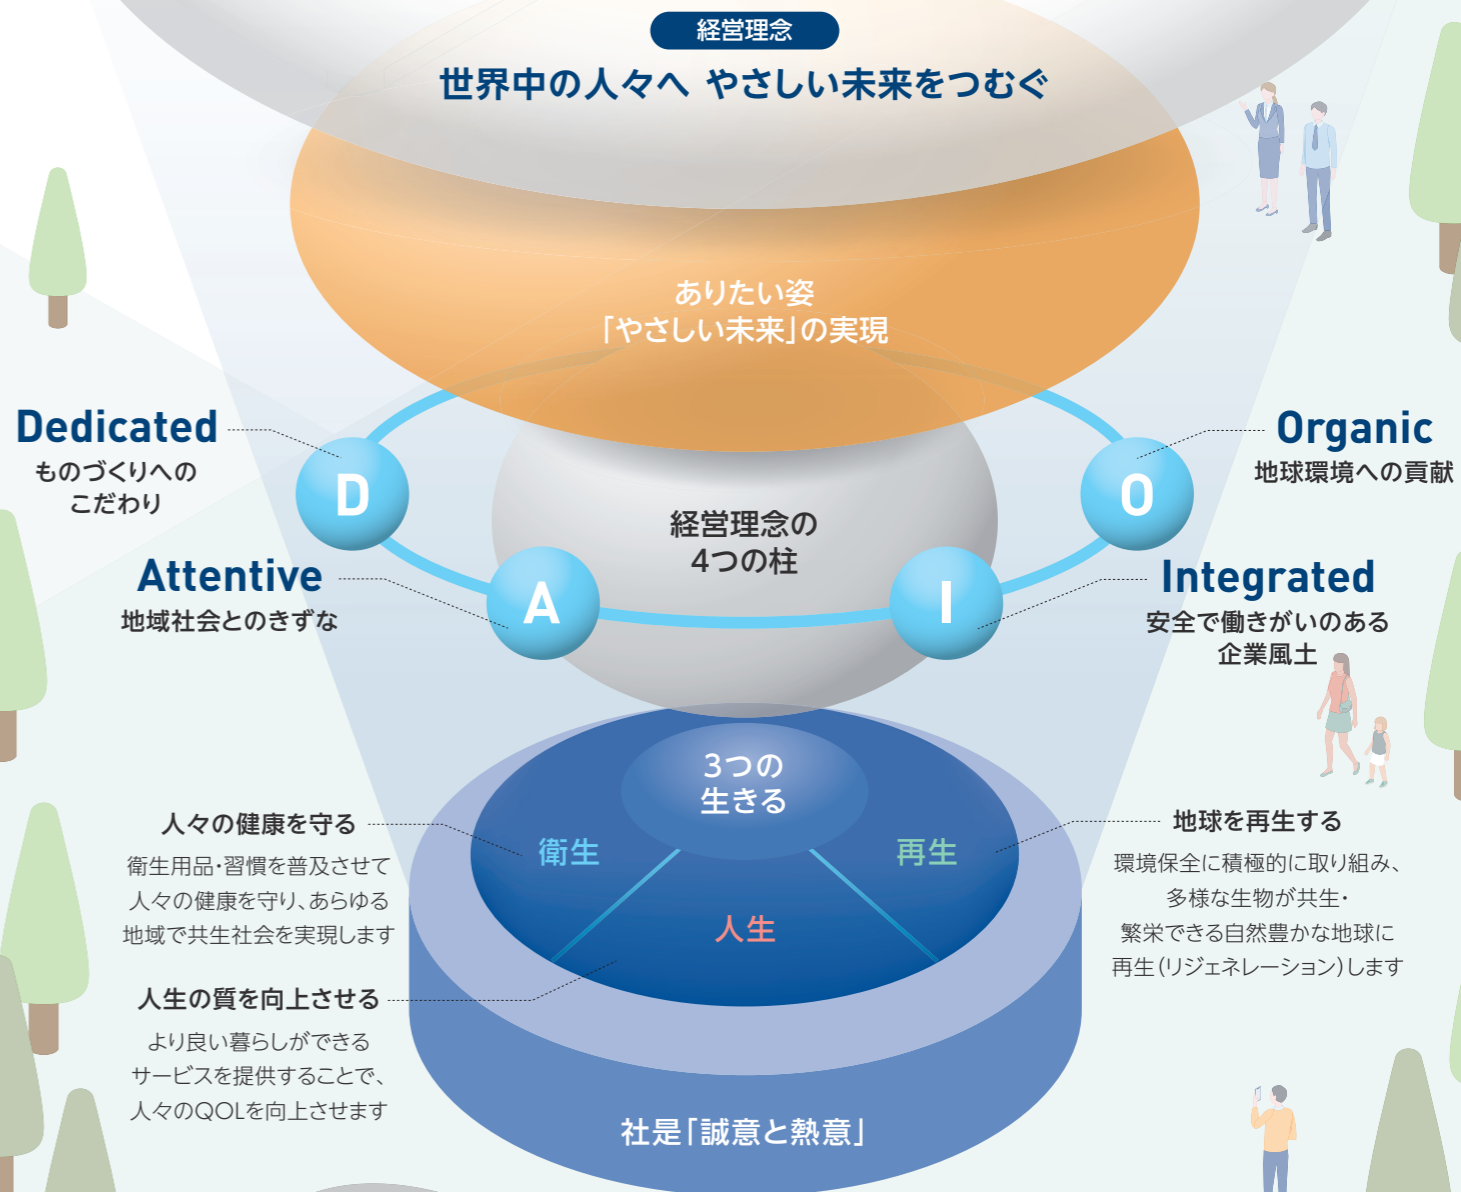 経営理念
世界中の人々へ やさしい未来をつむぐ
ありたい姿
「やさしい未来」の実現
Dedicated
ものづくりへの
こだわり
D
Organic
地球環境への貢献
O
経営理念の
4つの柱
Attentive
地域社会とのきずな
A
Integrated
安全で働きがいのある
企業風土
I
3つの
生きる
衛生
再生
人生
人々の健康を守る
衛生用品・習慣を普及させて
人々の健康を守り、あらゆる
地域で共生社会を実現します
人生の質を向上させる
より良い暮らしができる
サービスを提供することで、
人々のQOLを向上させます
地球を再生する
環境保全に積極的に取り組み、
多様な生物が共生・
繁栄できる自然豊かな地球に
再生(リジェネレーション)します
社是「誠意と熱意」